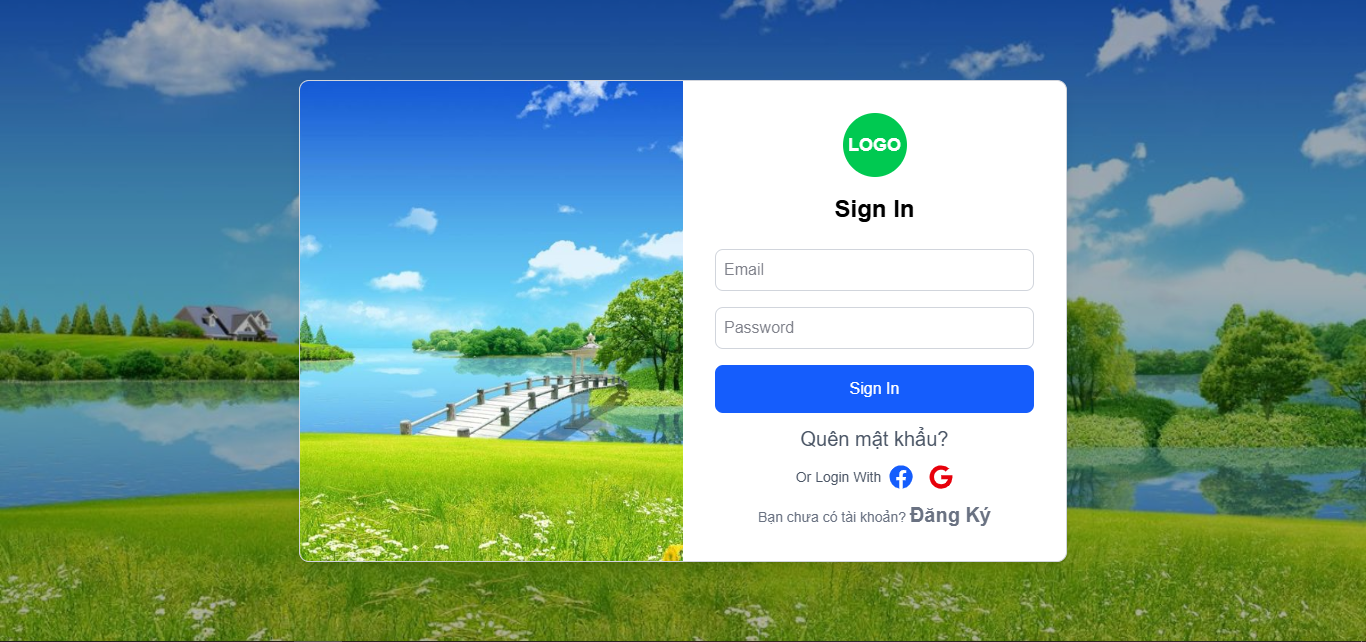 LOGO
Sign In
Email
Password
Sign In
Quên mật khẩu?
Or Login With
Bạn chưa có tài khoản? Đăng Ký